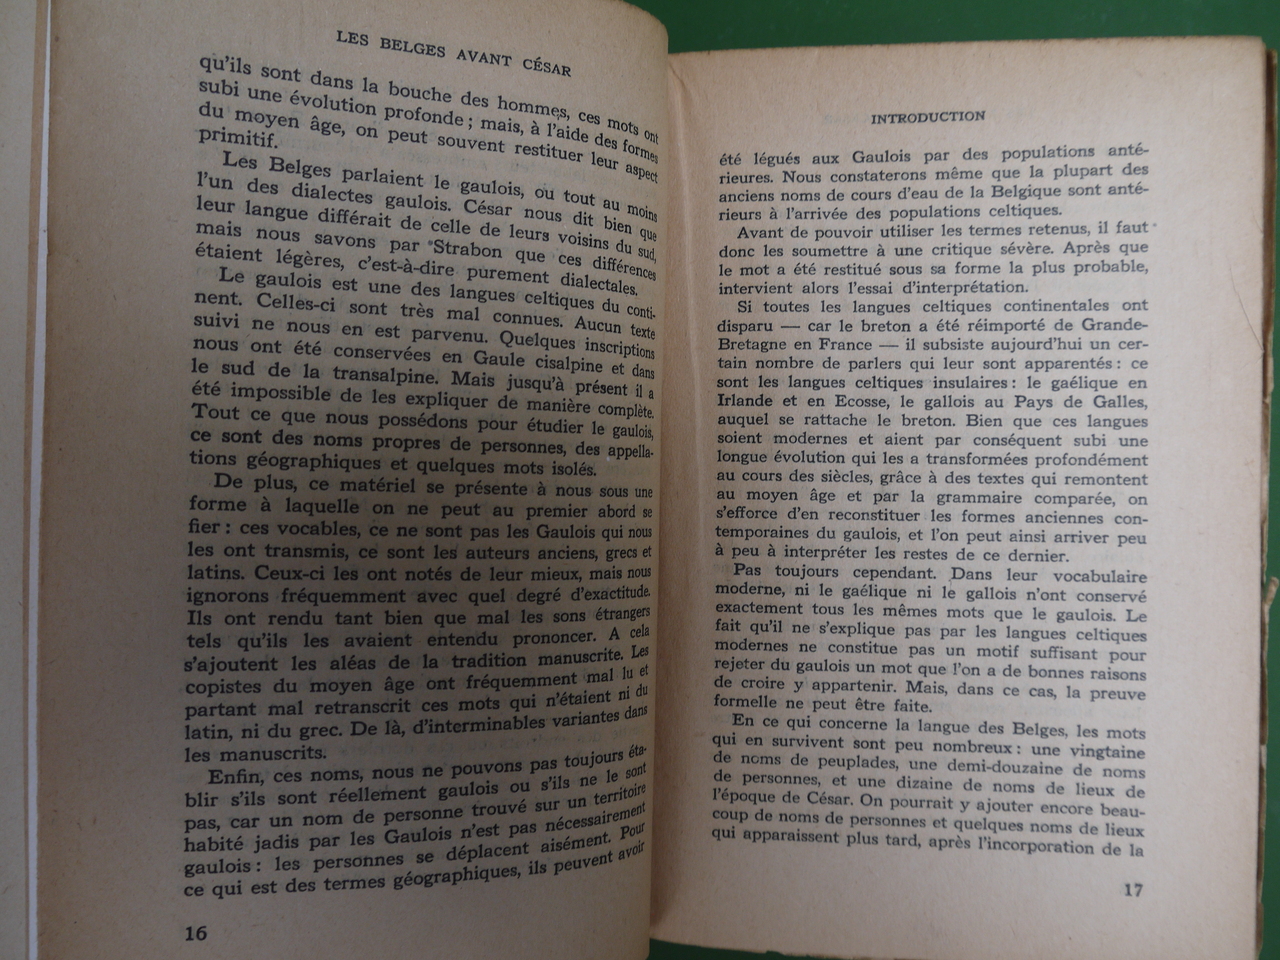 LES BELGES AVANT CÉSAR
qu'ils sont dans la bouche des hommes, ces mots ont
subi une évolution profonde ; mais, à l'aide des formes
du moyen âge, on peut souvent restituer leur aspect
primitif.
Les Belges parlaient le gaulois, ou tout au moins
l'un des dialectes gaulois. César nous dit bien que
leur langue différait de celle de leurs voisins du sud,
mais nous savons par Strabon que ces différences
étaient légères, c'est-à-dire purement dialectales.
Le gaulois est une des langues celtiques du conti-
nent. Celles-ci sont très mal connues. Aucun texte
suivi ne nous en est parvenu. Quelques inscriptions
nous ont été conservées en Gaule cisalpine et dans
le sud de la transalpine. Mais jusqu'à présent il a
été impossible de les expliquer de manière complète.
Tout ce que nous possédons pour étudier le gaulois,
ce sont des noms propres de personnes, des appella-
tions géographiques et quelques mots isolés.
De plus, ce matériel se présente à nous sous une
forme à laquelle on ne peut au premier abord se
fier : ces vocables, ce ne sont pas les Gaulois qui nous
les ont transmis, ce sont les auteurs anciens, grecs et
latins. Ceux-ci les ont notés de leur mieux, mais nous
ignorons fréquemment avec quel degré d'exactitude.
Ils ont rendu tant bien que mal les sons étrangers
tels qu'ils les avaient entendu prononcer. A cela
s'ajoutent les aléas de la tradition manuscrite. Les
copistes du moyen âge ont fréquemment mal lu et
partant mal retranscrit ces mots qui n'étaient ni du
latin, ni du grec. De là, d'interminables variantes dans
les manuscrits.
Enfin, ces noms, nous ne pouvons pas toujours éta-
blir s'ils sont réellement gaulois ou s'ils ne le sont
pas, car un nom de personne trouvé sur un territoire
habité jadis par les Gaulois n'est pas nécessairement
gaulois : les personnes se déplacent aisément. Pour
ce qui est des termes géographiques, ils peuvent avoir
16
INTRODUCTION
été légués aux Gaulois par des populations anté-
rieures. Nous constaterons même que la plupart des
anciens noms de cours d'eau de la Belgique sont anté-
rieurs à l'arrivée des populations celtiques.
Avant de pouvoir utiliser les termes retenus, il faut
donc les soumettre à une critique sévère. Après que
le mot a été restitué sous sa forme la plus probable,
intervient alors l'essai d'interprétation.
Si toutes les langues celtiques continentales ont
disparu — car le breton a été réimporté de Grande-
Bretagne en France — il subsiste aujourd'hui un cer-
tain nombre de parlers qui leur sont apparentés : ce
sont les langues celtiques insulaires : le gaélique en
Irlande et en Ecosse, le gallois au Pays de Galles,
auquel se rattache le breton. Bien que ces langues
soient modernes et aient par conséquent subi une
longue évolution qui les a transformées profondément
au cours des siècles, grâce à des textes qui remontent
au moyen âge et par la grammaire comparée, on
s'efforce d'en reconstituer les formes anciennes con-
temporaines du gaulois, et l'on peut ainsi arriver peu
à peu à interpréter les restes de ce dernier.
Pas toujours cependant. Dans leur vocabulaire
moderne, ni le gaélique ni le gallois n'ont conservé
exactement tous les mêmes mots que le gaulois. Le
fait qu'il ne s'explique pas par les langues celtiques
modernes ne constitue pas un motif suffisant pour
rejeter du gaulois un mot que l'on a de bonnes raisons
de croire y appartenir. Mais, dans ce cas, la preuve
formelle ne peut être faite.
En ce qui concerne la langue des Belges, les mots
qui en survivent sont peu nombreux : une vingtaine
de noms de peuplades, une demi-douzaine de noms
de personnes, et une dizaine de noms de lieux de
l'époque de César. On pourrait y ajouter encore beau-
coup de noms de personnes et quelques noms de lieux
qui apparaissent plus tard, après l'incorporation de la
17